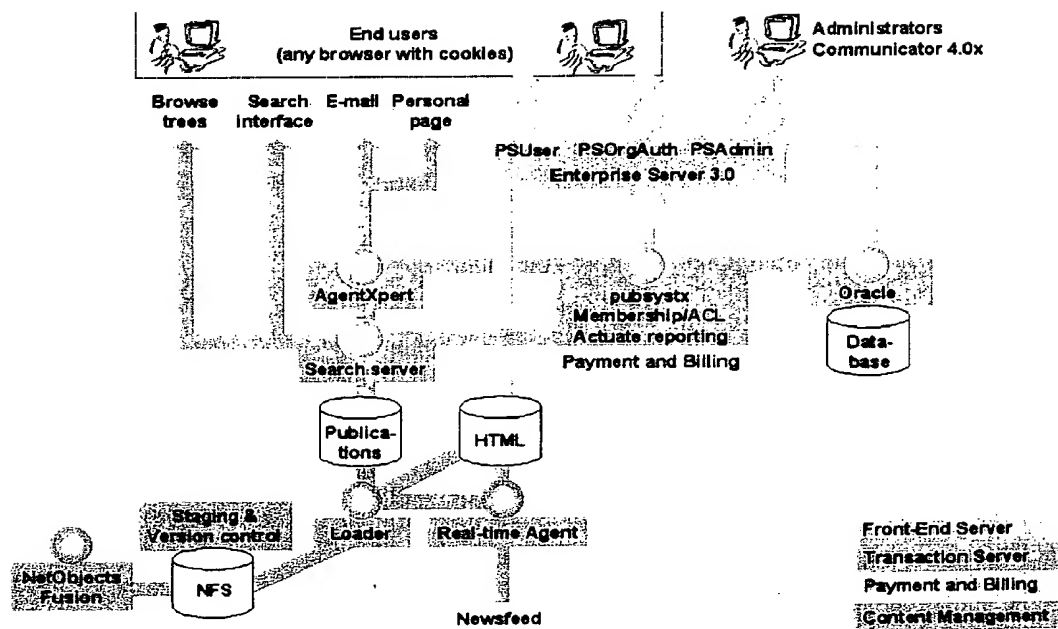 End users
(any browser with cookies)
Administrators
Communicator 4.0x
Browse
trees
Search
interface
E-mail
Personal
page
PSUser PSOrgAuth PSAdmin
Enterprise Server 3.0
AgentXpert
pubsystx
Membership/ACL
Actuate reporting
Payment and Billing
Oracle
Data-
base
Search server
Publica-
tions
HTML
Staging &
Version control
Loader
Real-time Agent
NetObjects
Fusion
NFS
Newsfeed
Front-End Server
Transaction Server
Payment and Billing
Content Management